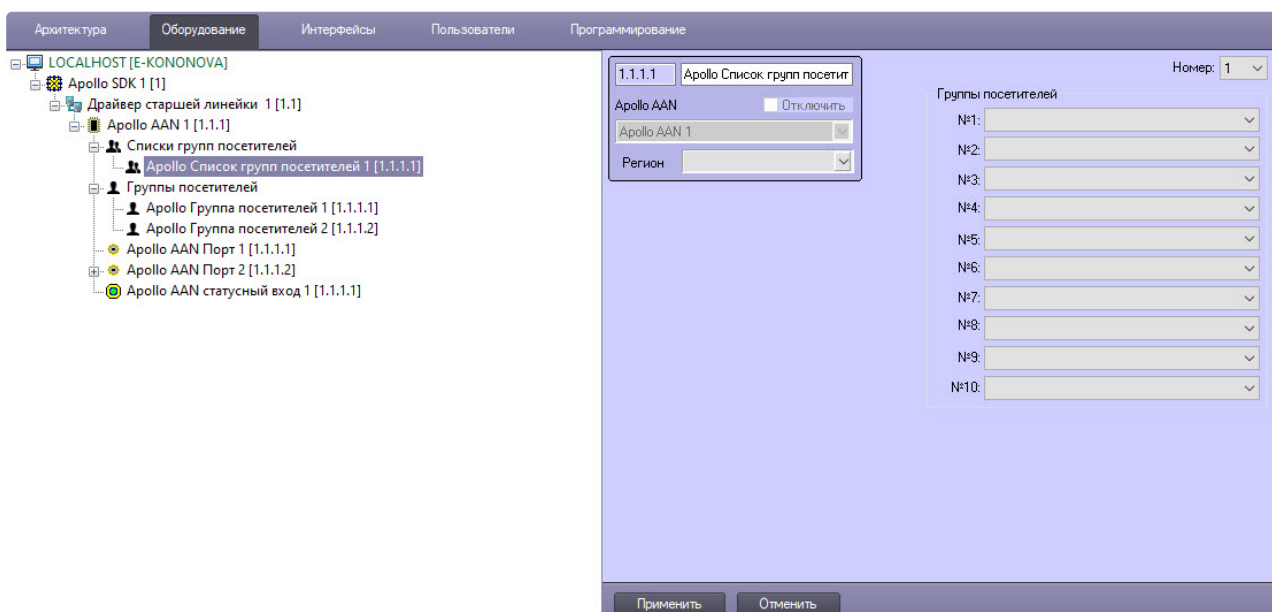 Архитектура Оборудование Интерфейсы Пользователи Программирование
LOCALHOST [E-KONONOVA]
Apollo SDK 1 [1]
Драйвер старшей линейки 1 [1.1]
Apollo AAN 1 [1.1.1]
Списки групп посетителей
Apollo Список групп посетителей 1 [1.1.1.1]
Группы посетителей
Apollo Группа посетителей 1 [1.1.1.1]
Apollo Группа посетителей 2 [1.1.1.2]
Apollo AAN Порт 1 [1.1.1.1]
Apollo AAN Порт 2 [1.1.1.2]
Apollo AAN статусный вход 1 [1.1.1.1]
1.1.1.1 Apollo Список групп посетит
Apollo AAN Отключить
Apollo AAN 1
Регион
Номер: 1
Группы посетителей
№1:
№2:
№3:
№4:
№5:
№6:
№7:
№8:
№9:
№10:
Применить Отменить